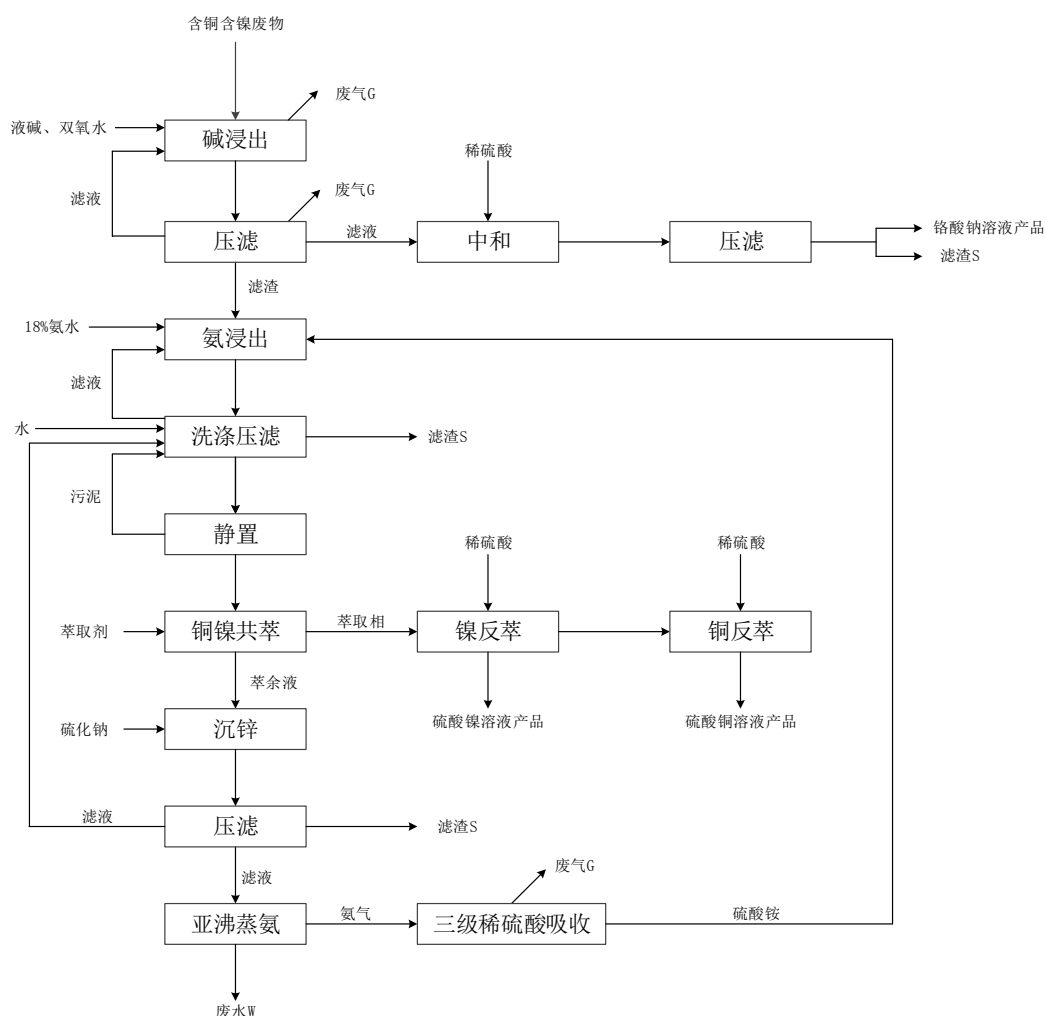 含铜含镍废物
废气G
液碱、双氧水
碱浸出
稀硫酸
滤液
废气G
压滤
滤液
中和
压滤
铬酸钠溶液产品
滤渣S
滤渣
18%氨水
氨浸出
滤液
水
洗涤压滤
滤渣S
污泥
静置
稀硫酸
稀硫酸
萃取剂
铜镍共萃
萃取相
镍反萃
铜反萃
萃余液
硫化钠
沉锌
硫酸镍溶液产品
硫酸铜溶液产品
滤液
压滤
滤渣S
滤液
废气G
亚沸蒸氨
氨气
三级稀硫酸吸收
硫酸铵
废水W